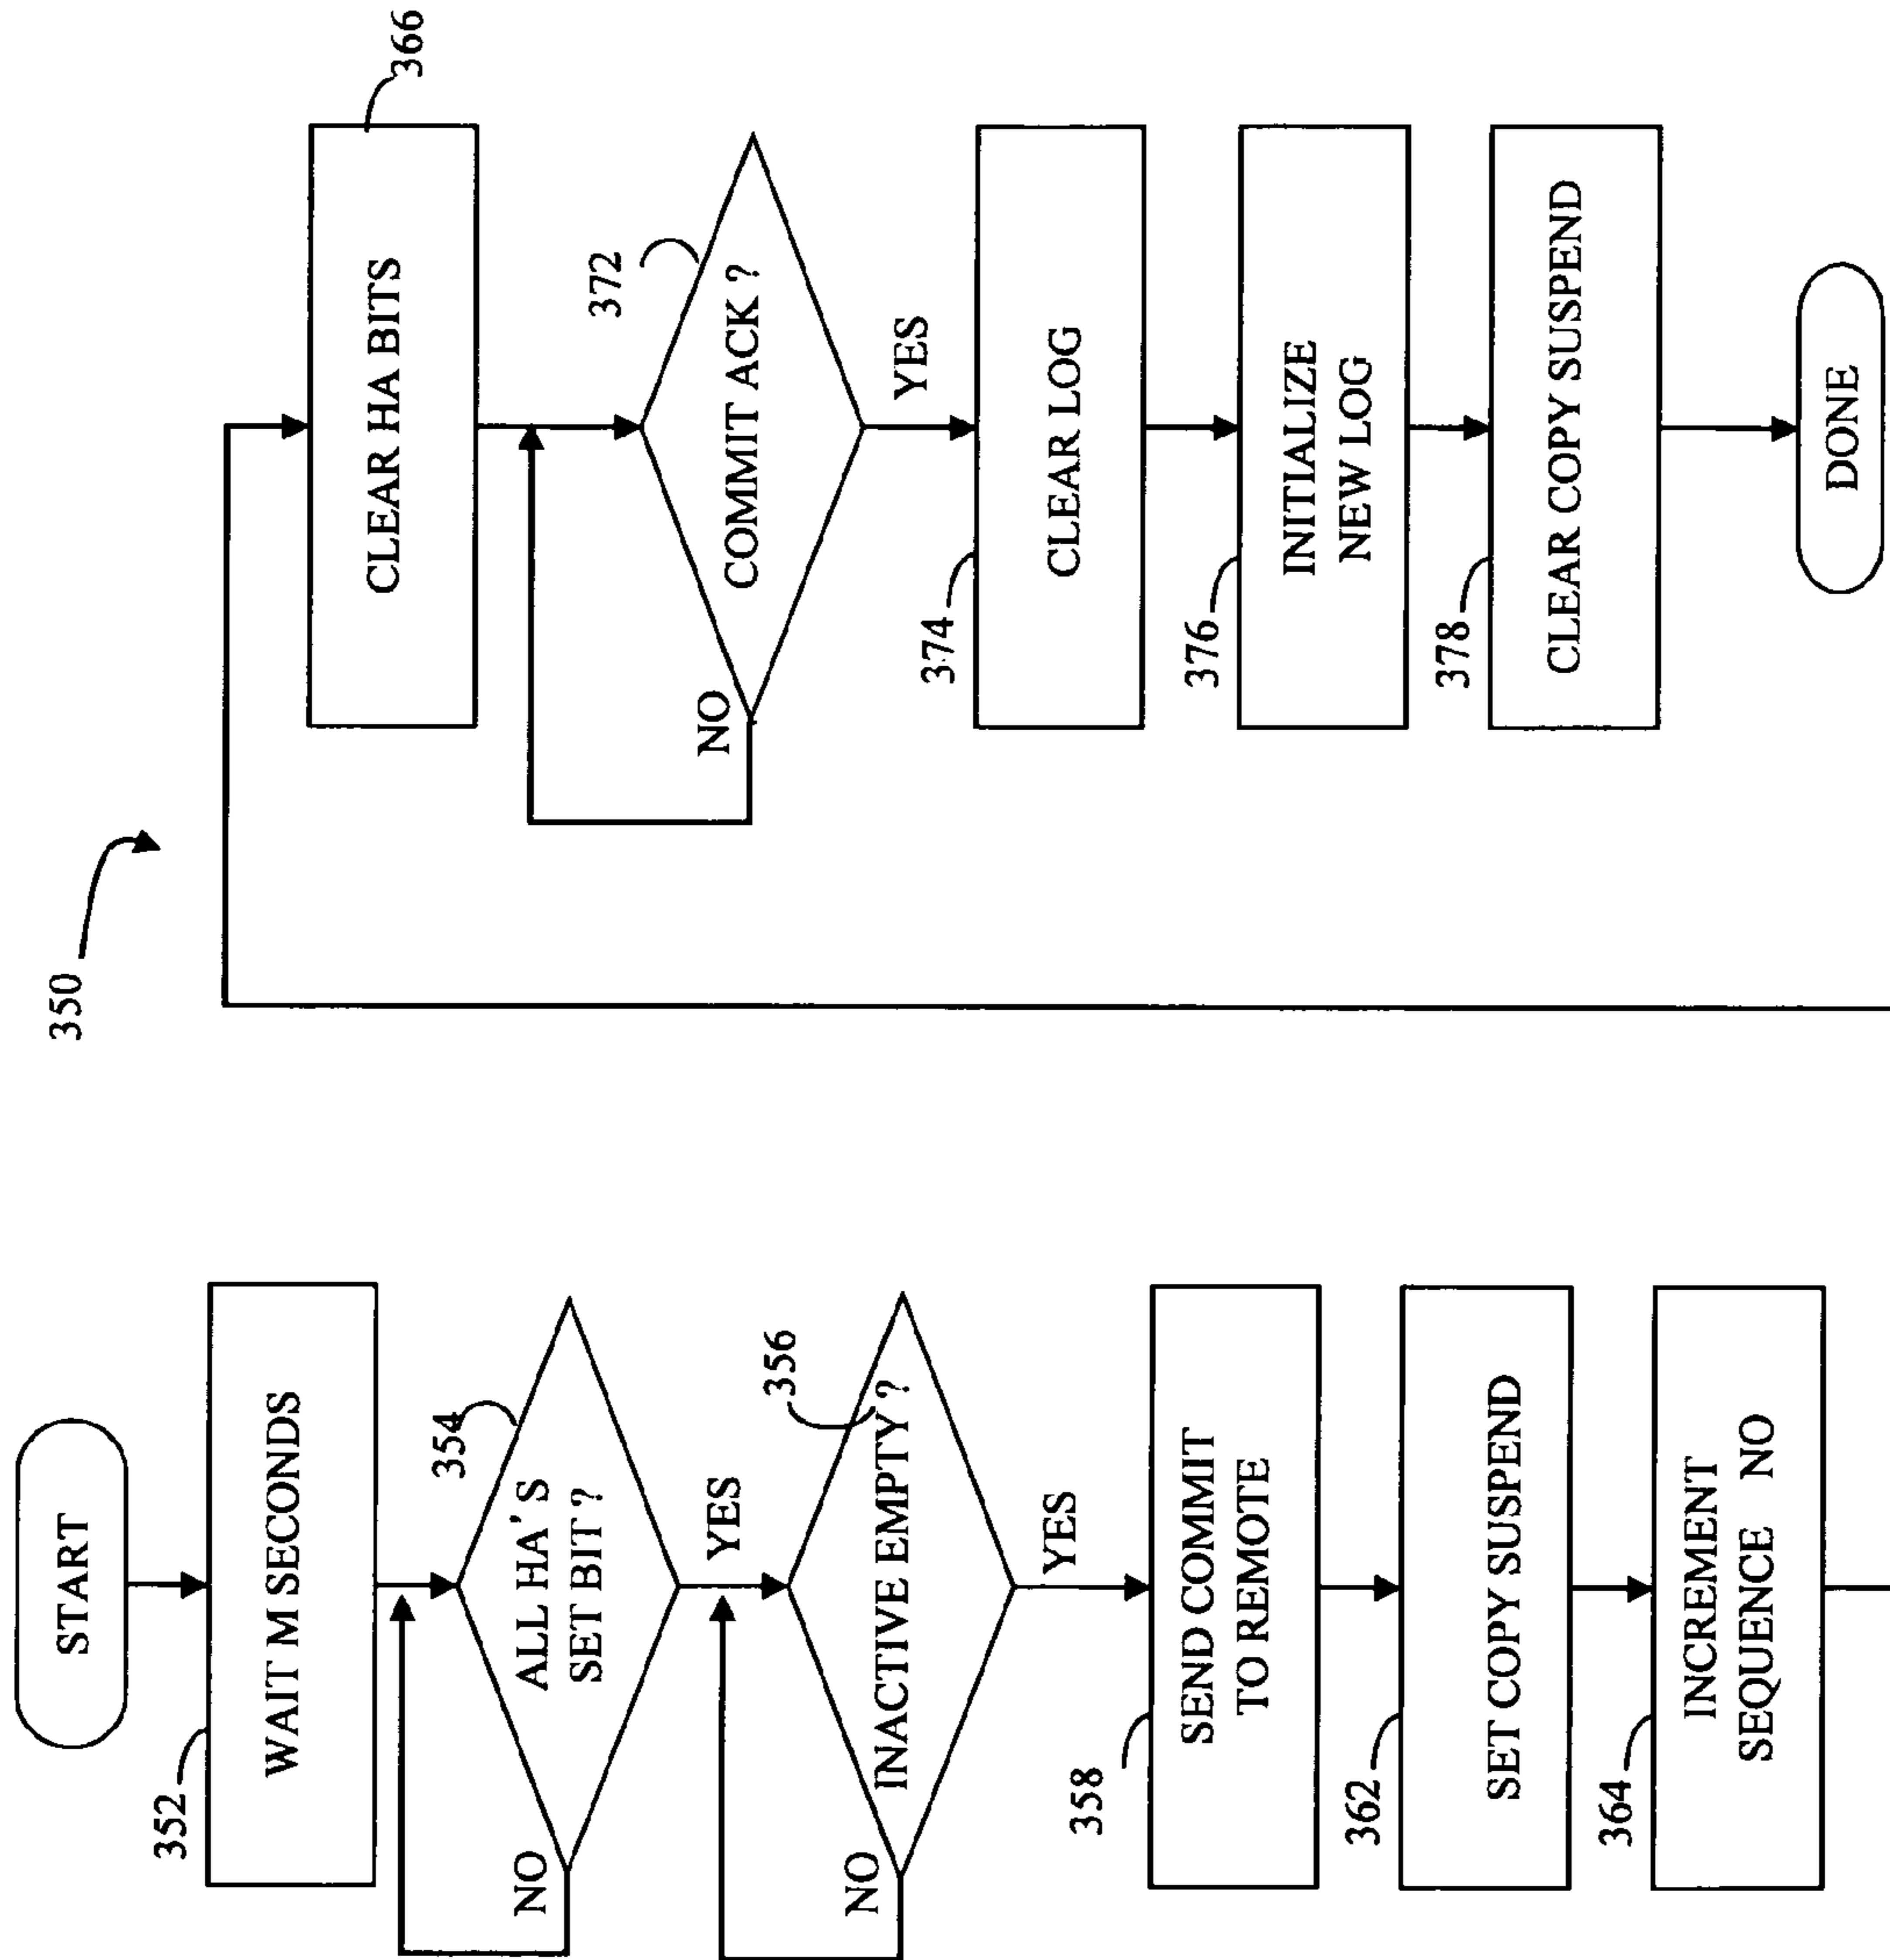 350
START
352
WAIT M SECONDS
354
ALL HA'S
SET BIT ?
NO
YES
356
INACTIVE EMPTY ?
NO
YES
358
SEND COMMIT
TO REMOTE
362
SET COPY SUSPEND
364
INCREMENT
SEQUENCE NO
366
CLEAR HA BITS
372
COMMIT ACK ?
NO
YES
374
CLEAR LOG
376
INITIALIZE
NEW LOG
378
CLEAR COPY SUSPEND
DONE